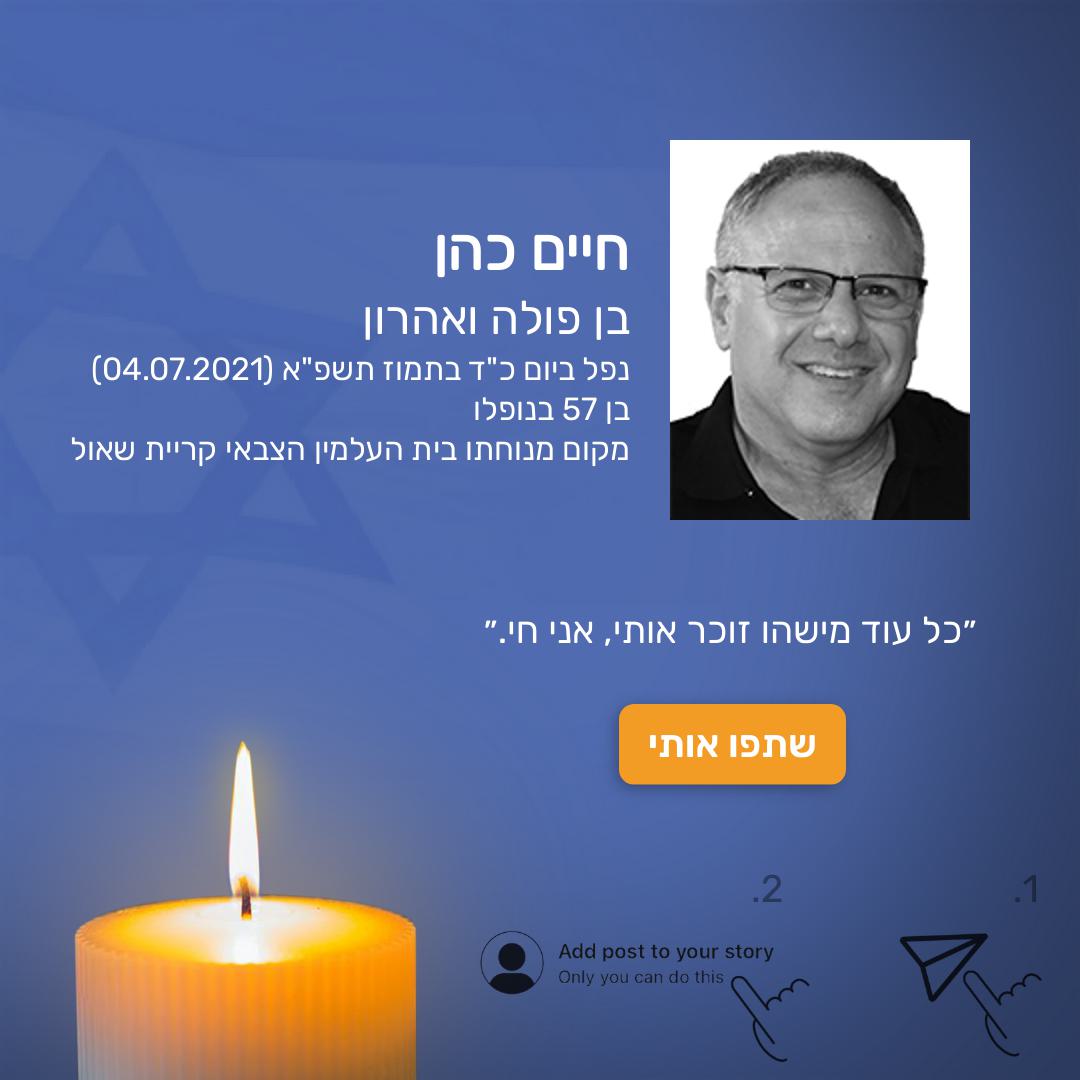 חיים כהן
בן פולה ואהרון
נפל ביום כ"ד בתמוז תשפ"א (04.07.2021)
בן 57 בנופלו
מקום מנוחתו בית העלמין הצבאי קריית שאול
״כל עוד מישהו זוכר אותי, אני חי.״
שתפו אותי
1.
2.
Add post to your story
Only you can do this